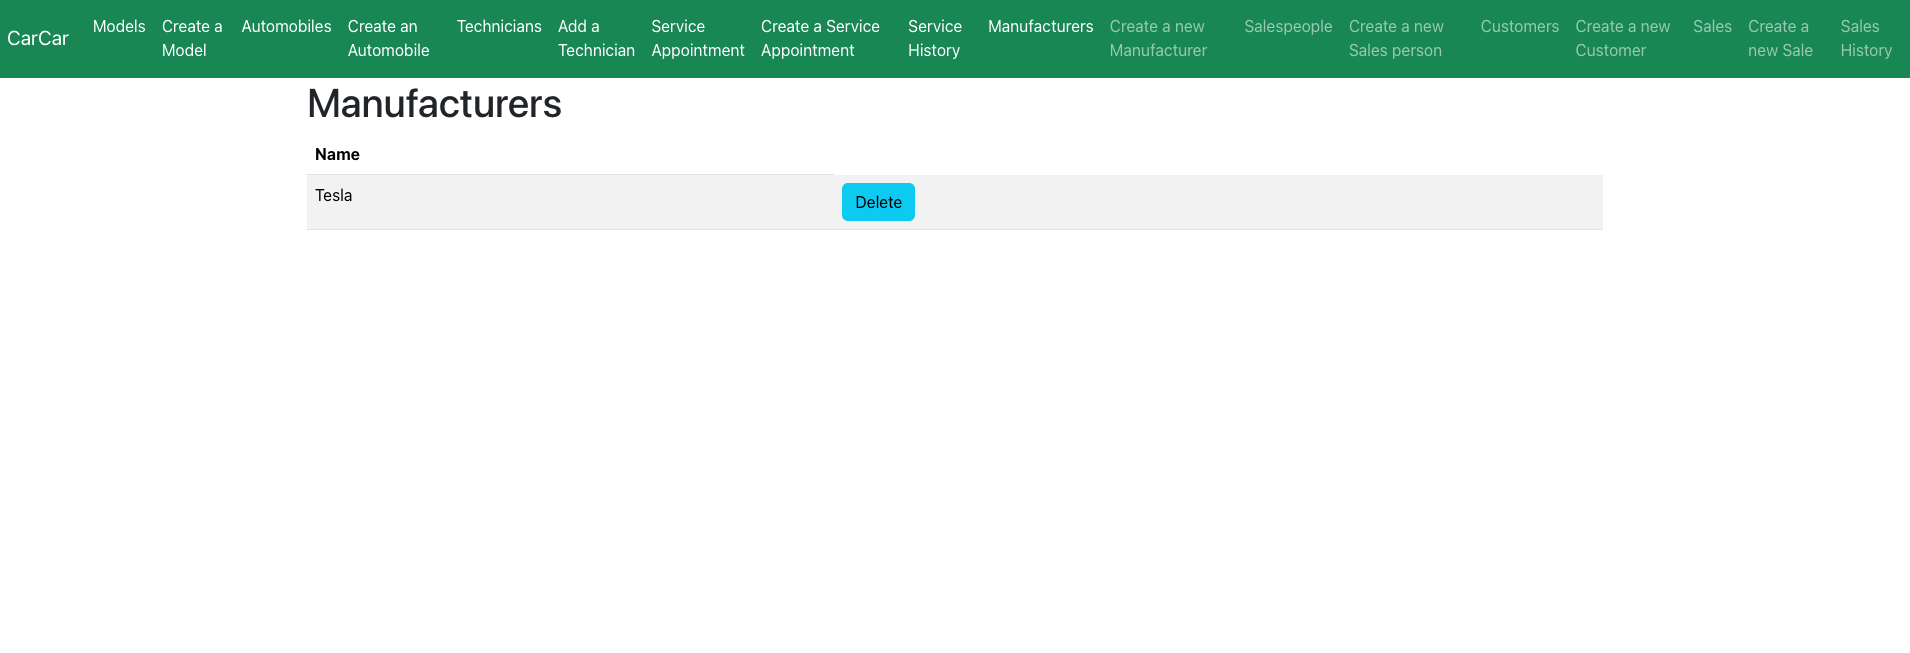 CarCar
Models
Create a
Model
Automobiles
Create an
Automobile
Technicians
Add a
Technician
Service
Appointment
Create a Service
Appointment
Service
History
Manufacturers
Create a new
Manufacturer
Salespeople
Create a new
Sales person
Customers
Create a new
Customer
Sales
Create a
new Sale
Sales
History
Manufacturers
Name
Tesla
Delete